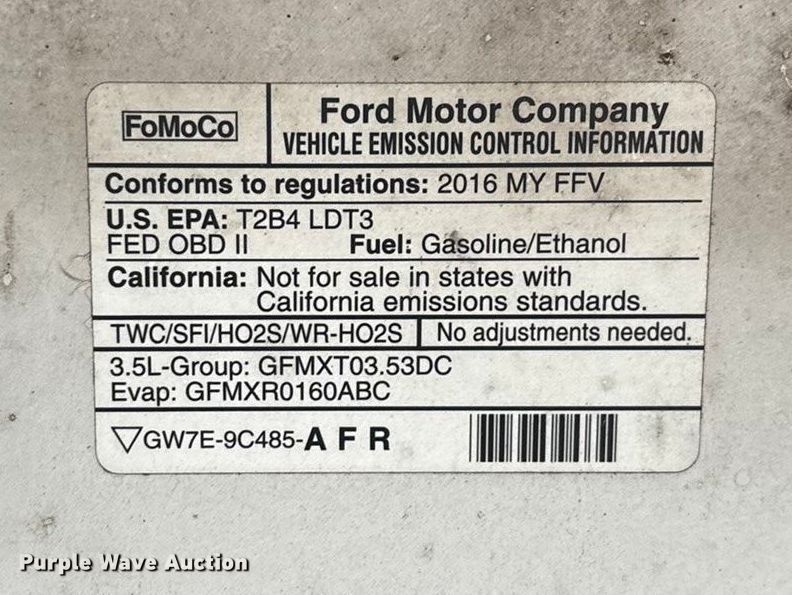 FoMoCo
Ford Motor Company
VEHICLE EMISSION CONTROL INFORMATION
Conforms to regulations: 2016 MY FFV
U.S. EPA: T2B4 LDT3
FED OBD II Fuel: Gasoline/Ethanol
California: Not for sale in states with
California emissions standards.
TWC/SFI/HO2S/WR-HO2S No adjustments needed.
3.5L-Group: GFMXT03.53DC
Evap: GFMXR0160ABC
▽GW7E-9C485-A F R
Purple Wave Auction